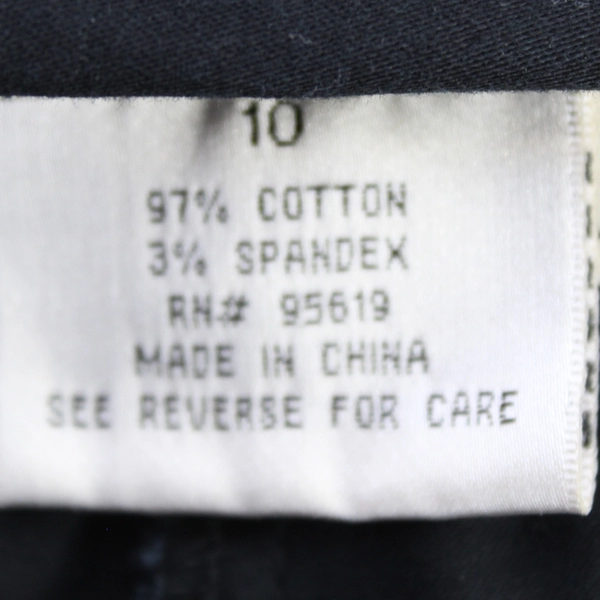 10
97% COTTON
3% SPANDEX
RN# 95619
MADE IN CHINA
SEE REVERSE FOR CARE